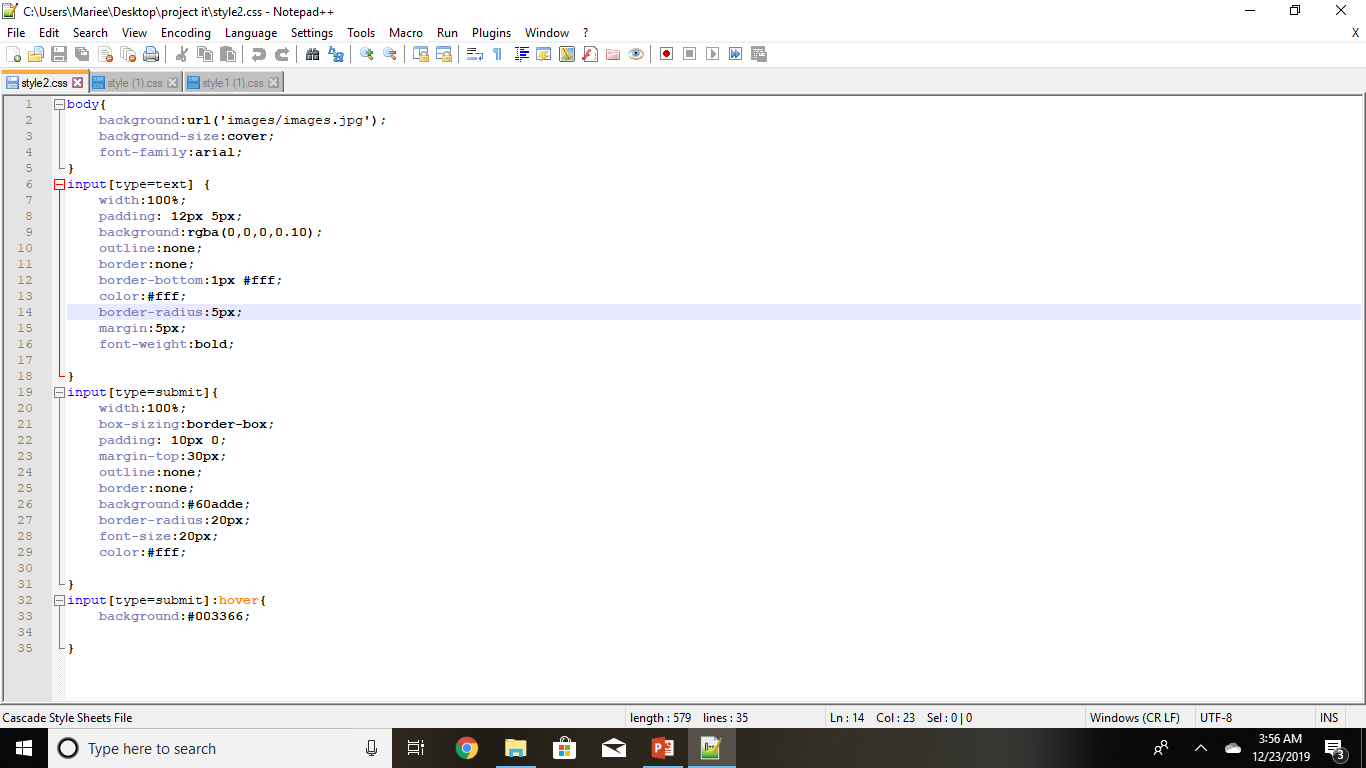 C:\Users\Mariee\Desktop\project it\style2.css - Notepad++
File Edit Search View Encoding Language Settings Tools Macro Run Plugins Window ? X
style2.css style (1).css style1 (1).css
1 body{
2 background:url('images/images.jpg');
3 background-size:cover;
4 font-family:arial;
5 }
6 input[type=text] {
7 width:100%;
8 padding: 12px 5px;
9 background:rgba(0,0,0,0.10);
10 outline:none;
11 border:none;
12 border-bottom:1px #fff;
13 color:#fff;
14 border-radius:5px;
15 margin:5px;
16 font-weight:bold;
17
18 }
19 input[type=submit]{
20 width:100%;
21 box-sizing:border-box;
22 padding: 10px 0;
23 margin-top:30px;
24 outline:none;
25 border:none;
26 background:#60adde;
27 border-radius:20px;
28 font-size:20px;
29 color:#fff;
30
31 }
32 input[type=submit]:hover{
33 background:#003366;
34
35 }
Cascade Style Sheets File length : 579 lines : 35 Ln : 14 Col : 23 Sel : 0 | 0 Windows (CR LF) UTF-8 INS
Type here to search
3:56 AM
12/23/2019
3